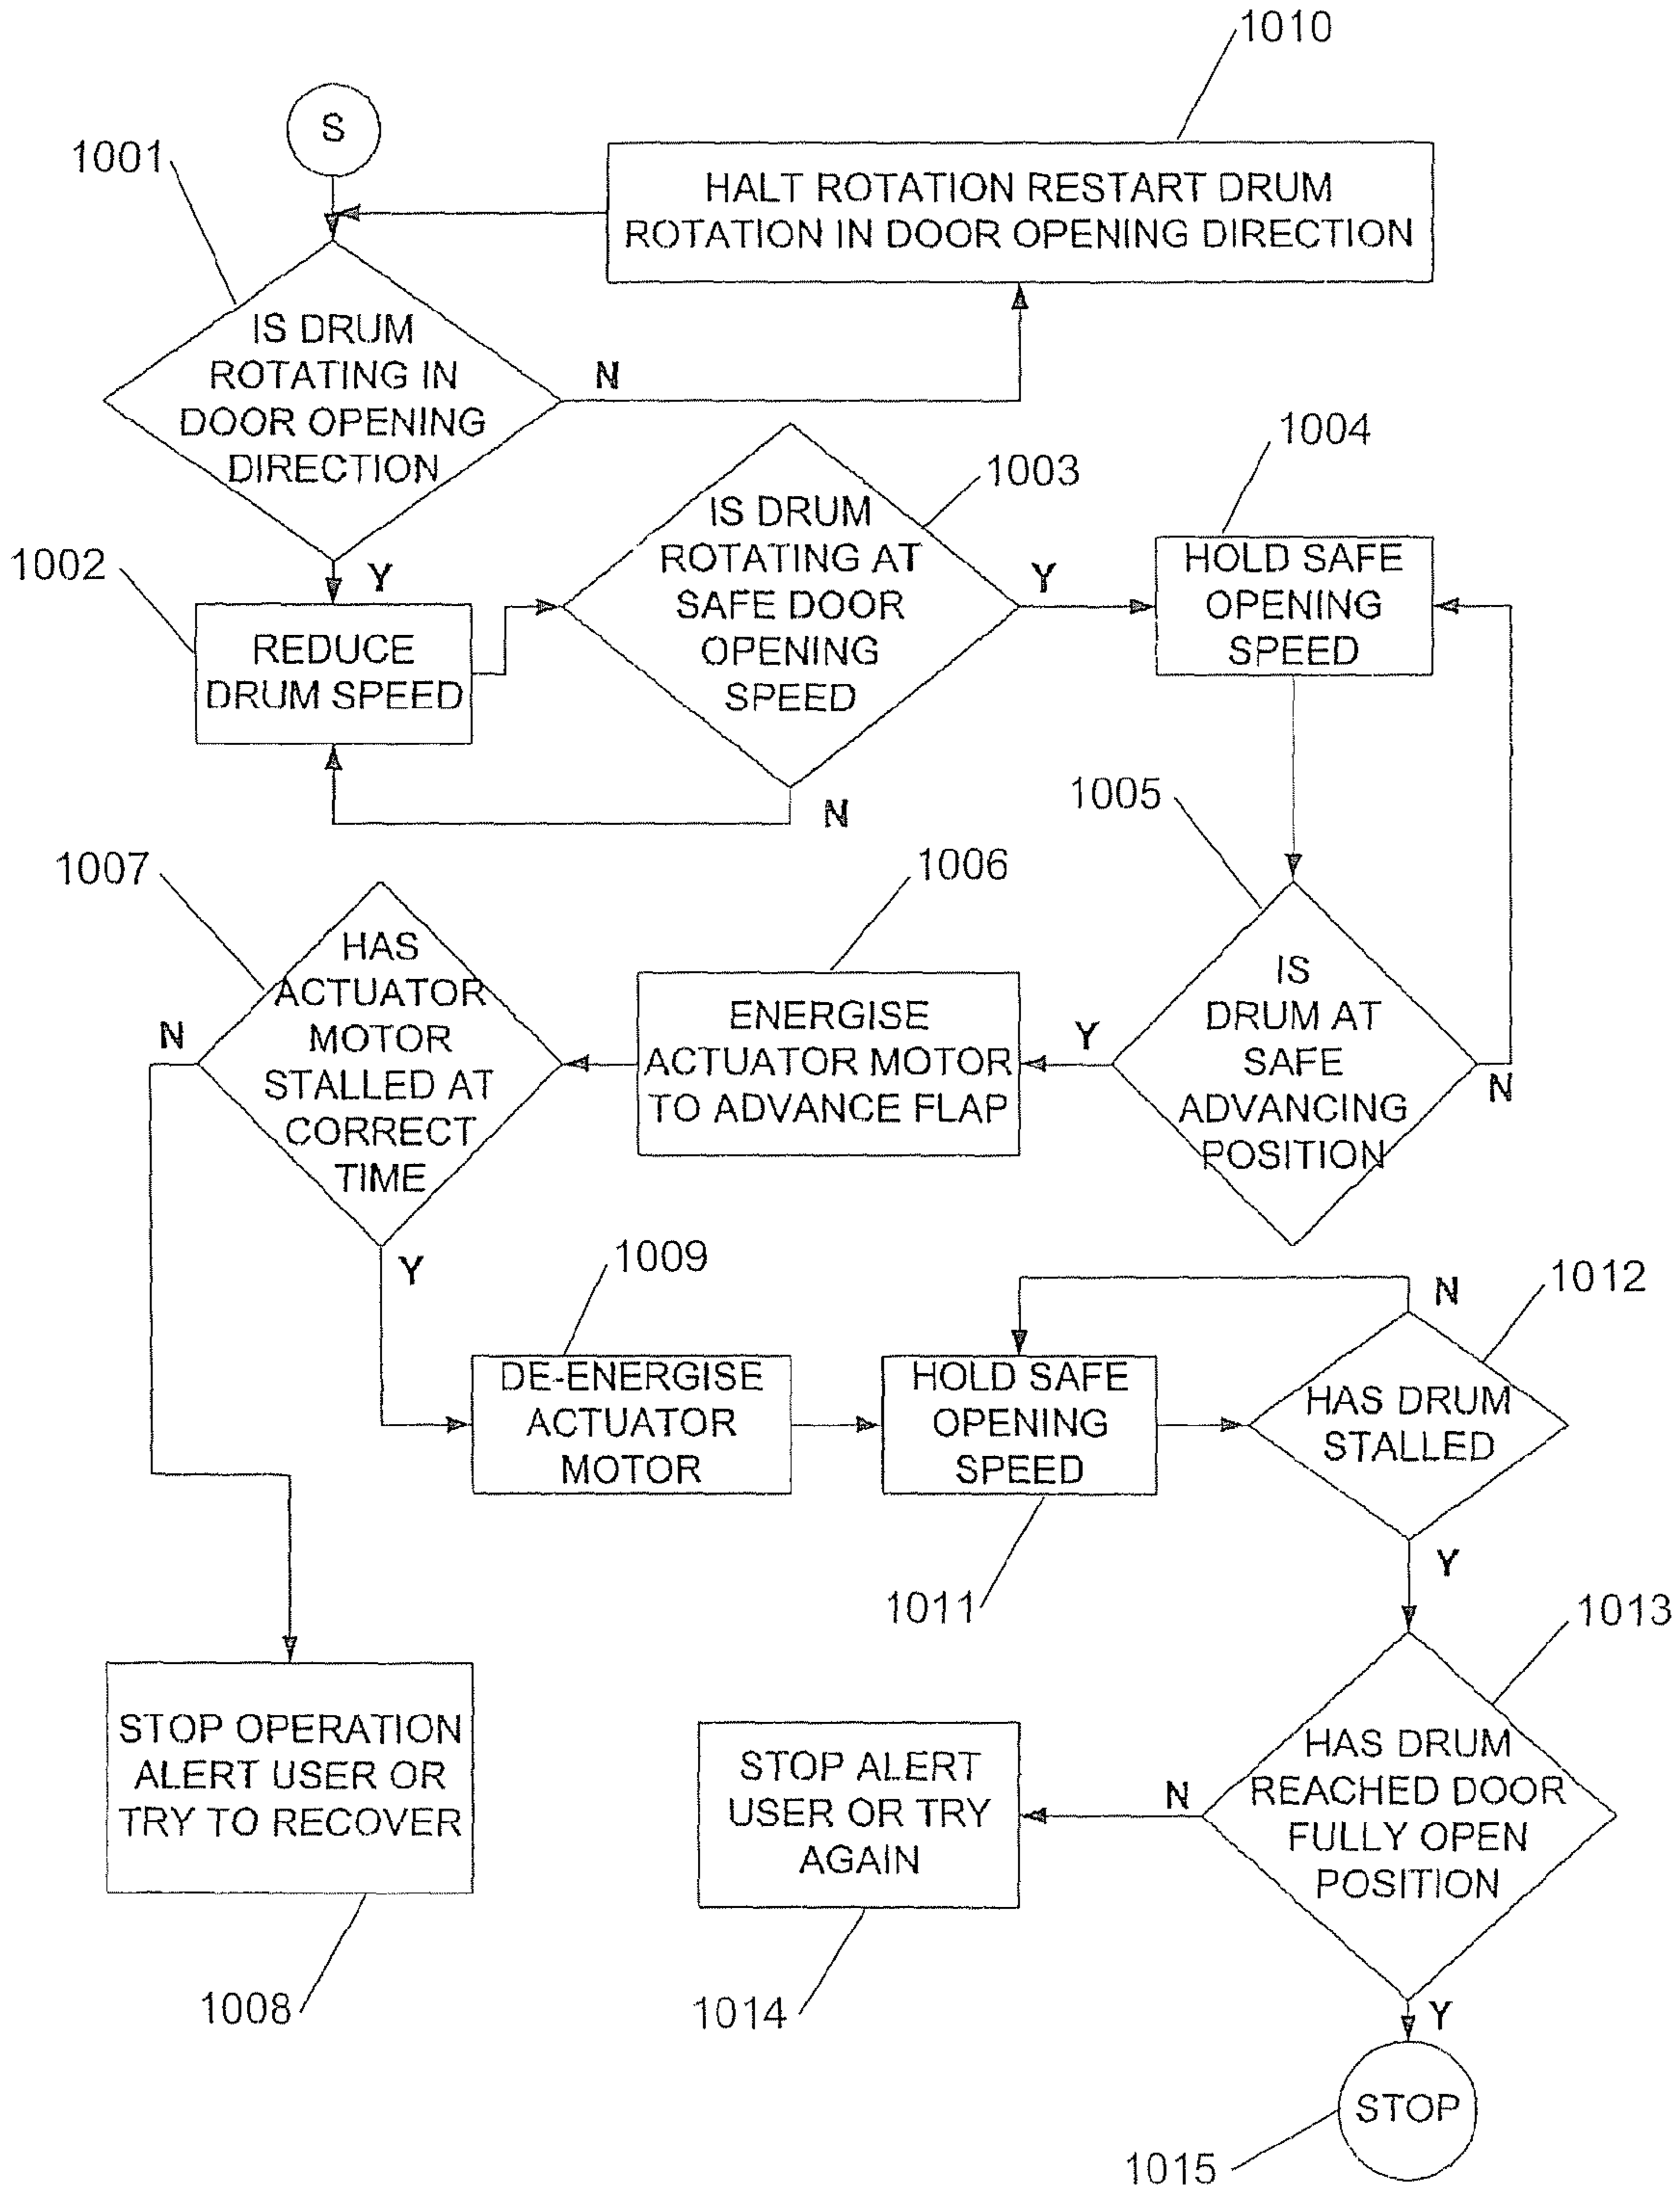 1010
S
1001
HALT ROTATION RESTART DRUM
ROTATION IN DOOR OPENING DIRECTION
IS DRUM
ROTATING IN
DOOR OPENING
DIRECTION
N
Y
1002
REDUCE
DRUM SPEED
1003
IS DRUM
ROTATING AT
SAFE DOOR
OPENING
SPEED
Y
N
1004
HOLD SAFE
OPENING
SPEED
1005
IS
DRUM AT
SAFE
ADVANCING
POSITION
Y
N
1006
ENERGISE
ACTUATOR MOTOR
TO ADVANCE FLAP
1007
HAS
ACTUATOR
MOTOR
STALLED AT
CORRECT
TIME
N
Y
1009
DE-ENERGISE
ACTUATOR
MOTOR
HOLD SAFE
OPENING
SPEED
1011
N
1012
HAS DRUM
STALLED
Y
1013
HAS DRUM
REACHED DOOR
FULLY OPEN
POSITION
N
Y
STOP OPERATION
ALERT USER OR
TRY TO RECOVER
1008
STOP ALERT
USER OR TRY
AGAIN
1014
STOP
1015